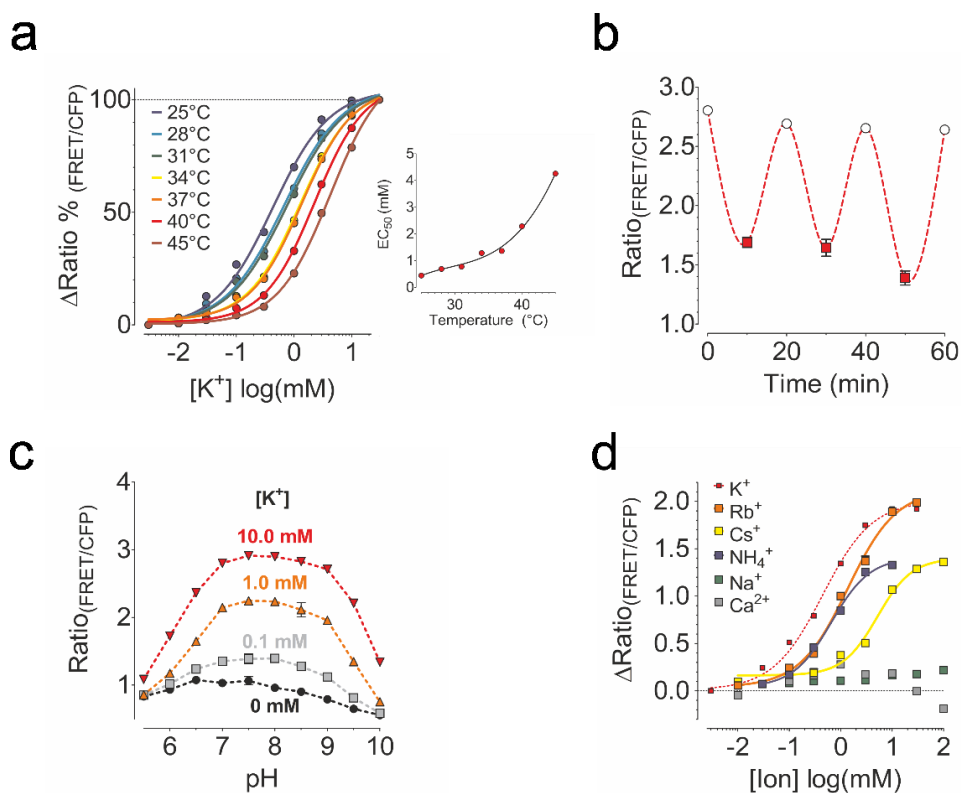 a
ΔRatio % (FRET/CFP)
100
50
0
25°C
28°C
31°C
34°C
37°C
40°C
45°C
-2
-1
0
1
[K⁺] log(mM)
EC₅₀ (mM)
5
4
3
2
1
0
30
40
Temperature (°C)
b
Ratio(FRET/CFP)
3.0
2.5
2.0
1.5
1.0
0
20
40
60
Time (min)
c
Ratio(FRET/CFP)
4
3
2
1
[K⁺]
10.0 mM
1.0 mM
0.1 mM
0 mM
6
7
8
9
10
pH
d
ΔRatio(FRET/CFP)
2.0
1.5
1.0
0.5
0.0
K⁺
Rb⁺
Cs⁺
NH₄⁺
Na⁺
Ca²⁺
-2
-1
0
1
2
[Ion] log(mM)